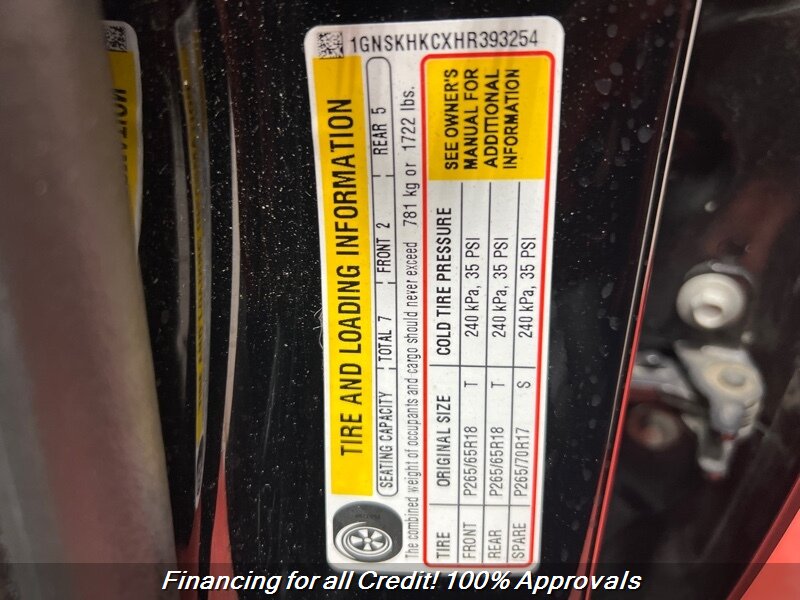 1GNSKHKCXHR393254
TIRE AND LOADING INFORMATION
SEATING CAPACITY TOTAL 7 FRONT 2 REAR 5
The combined weight of occupants and cargo should never exceed 781 kg or 1722 lbs.
TIRE ORIGINAL SIZE COLD TIRE PRESSURE
FRONT P265/65R18 T 240 kPa, 35 PSI
REAR P265/65R18 T 240 kPa, 35 PSI
SPARE P265/70R17 S 240 kPa, 35 PSI
SEE OWNER'S
MANUAL FOR
ADDITIONAL
INFORMATION
Financing for all Credit! 100% Approvals